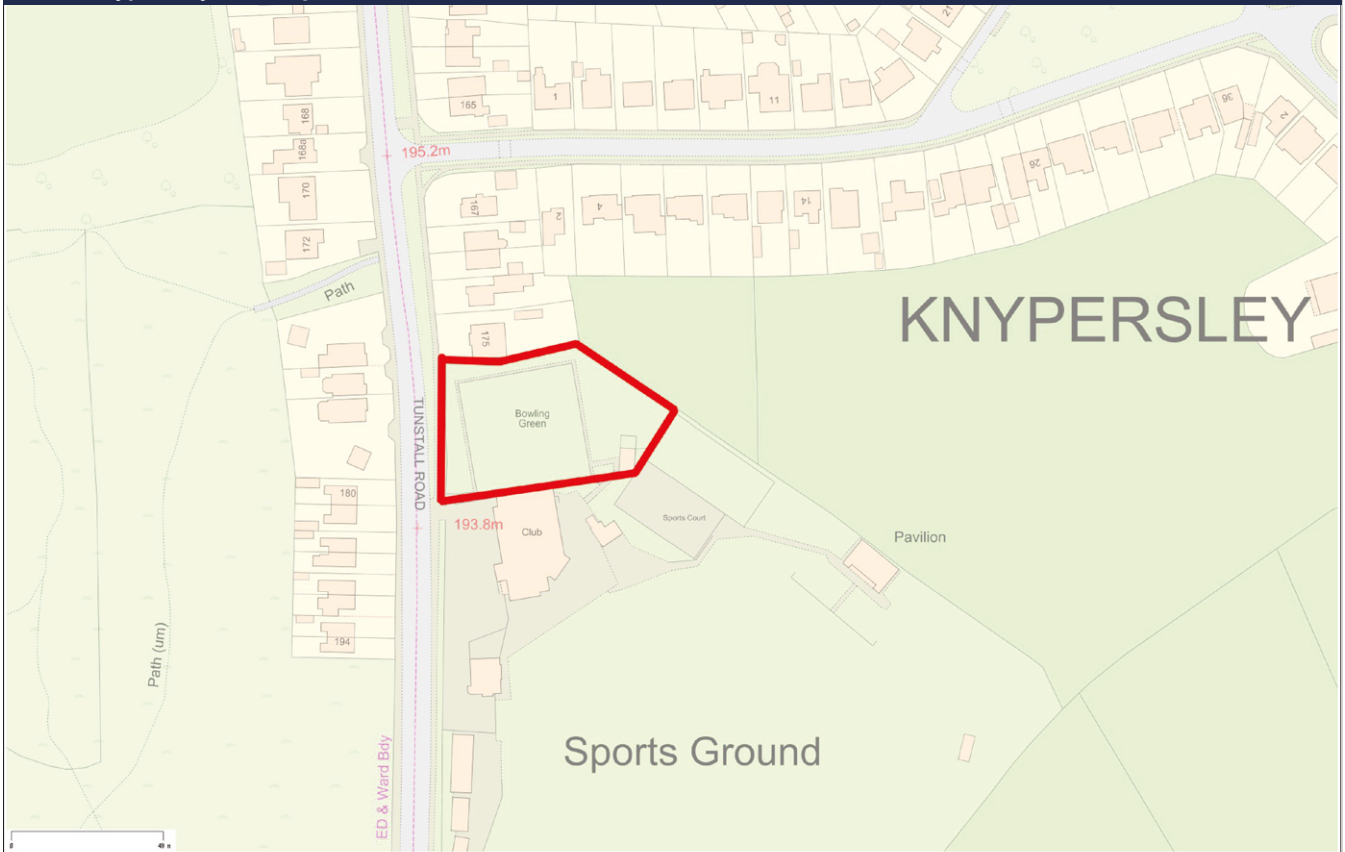 21
165
1
11
168
168a
195.2m
170
36
2
26
167
4
14
2
172
Path
KNYPERSLEY
175
TUNSTALL ROAD
Bowling
Green
180
193.8m
Club
Sports Court
Pavilion
194
Path (um)
Sports Ground
ED & Ward Bdy
0